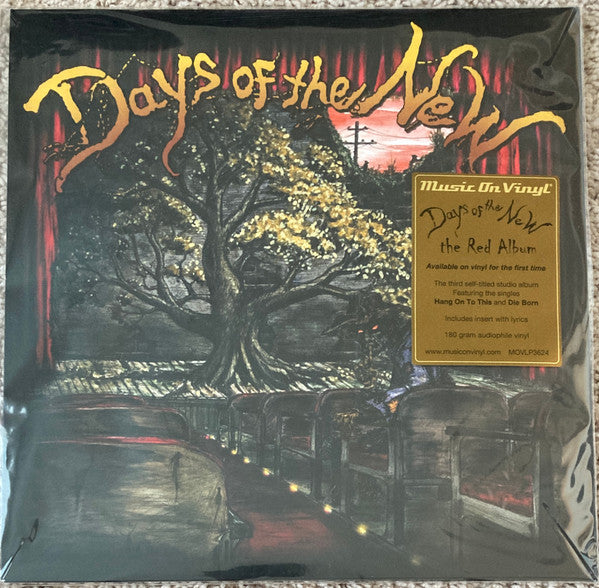 Days of the New
Music On Vinyl®
Days of the New
the Red Album
Available on vinyl for the first time
The third self-titled studio album
Featuring the singles
Hang On To This and Die Born
Includes insert with lyrics
180 gram audiophile vinyl
www.musiconvinyl.com MOVLP3624